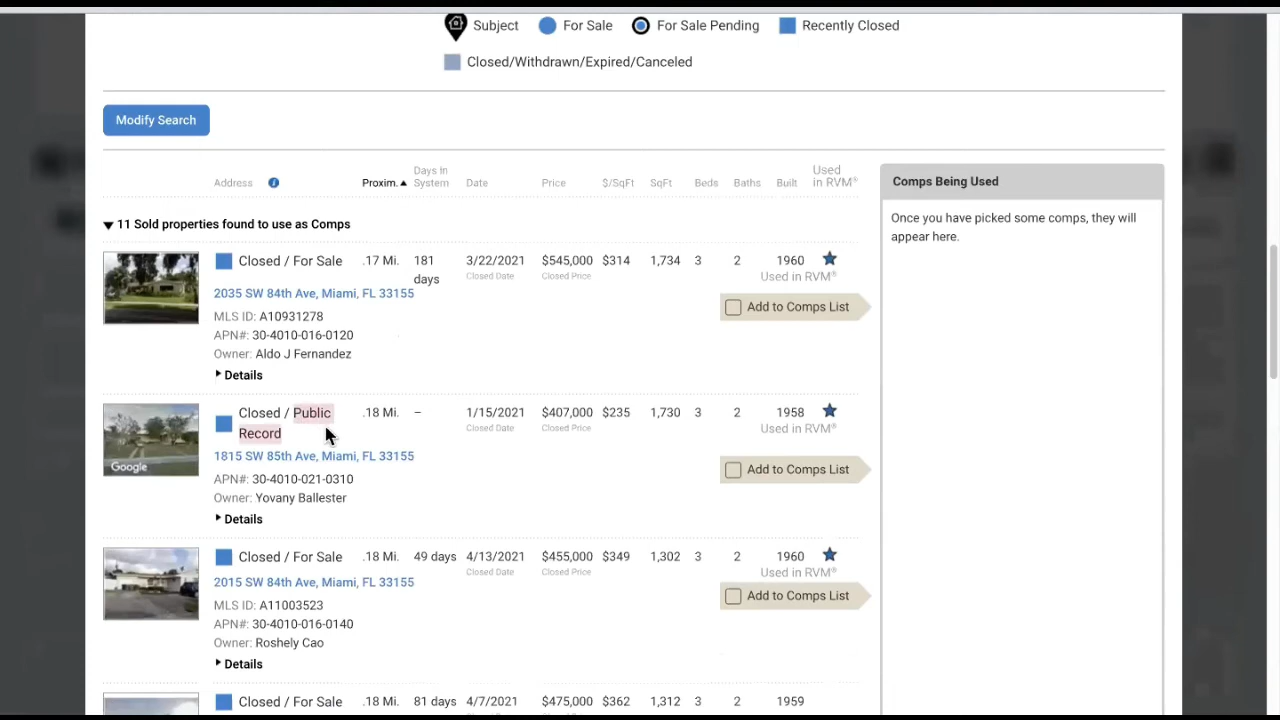 Subject For Sale For Sale Pending Recently Closed
Closed/Withdrawn/Expired/Canceled
Modify Search
Address i Proxim. Days In System Date Price $/SqFt SqFt Beds Baths Built Used in RVM®
11 Sold properties found to use as Comps
Closed / For Sale .17 Mi. 181 days 3/22/2021 $545,000 $314 1,734 3 2 1960
Closed Date Closed Price Used in RVM®
2035 SW 84th Ave, Miami, FL 33155
Add to Comps List
MLS ID: A10931278
APN#: 30-4010-016-0120
Owner: Aldo J Fernandez
Details
Closed / Public Record .18 Mi. – 1/15/2021 $407,000 $235 1,730 3 2 1958
Closed Date Closed Price Used in RVM®
Google
1815 SW 85th Ave, Miami, FL 33155
Add to Comps List
APN#: 30-4010-021-0310
Owner: Yovany Ballester
Details
Closed / For Sale .18 Mi. 49 days 4/13/2021 $455,000 $349 1,302 3 2 1960
Closed Date Closed Price Used in RVM®
2015 SW 84th Ave, Miami, FL 33155
Add to Comps List
MLS ID: A11003523
APN#: 30-4010-016-0140
Owner: Roshely Cao
Details
Closed / For Sale .18 Mi. 81 days 4/7/2021 $475,000 $362 1,312 3 2 1959
Comps Being Used
Once you have picked some comps, they will
appear here.